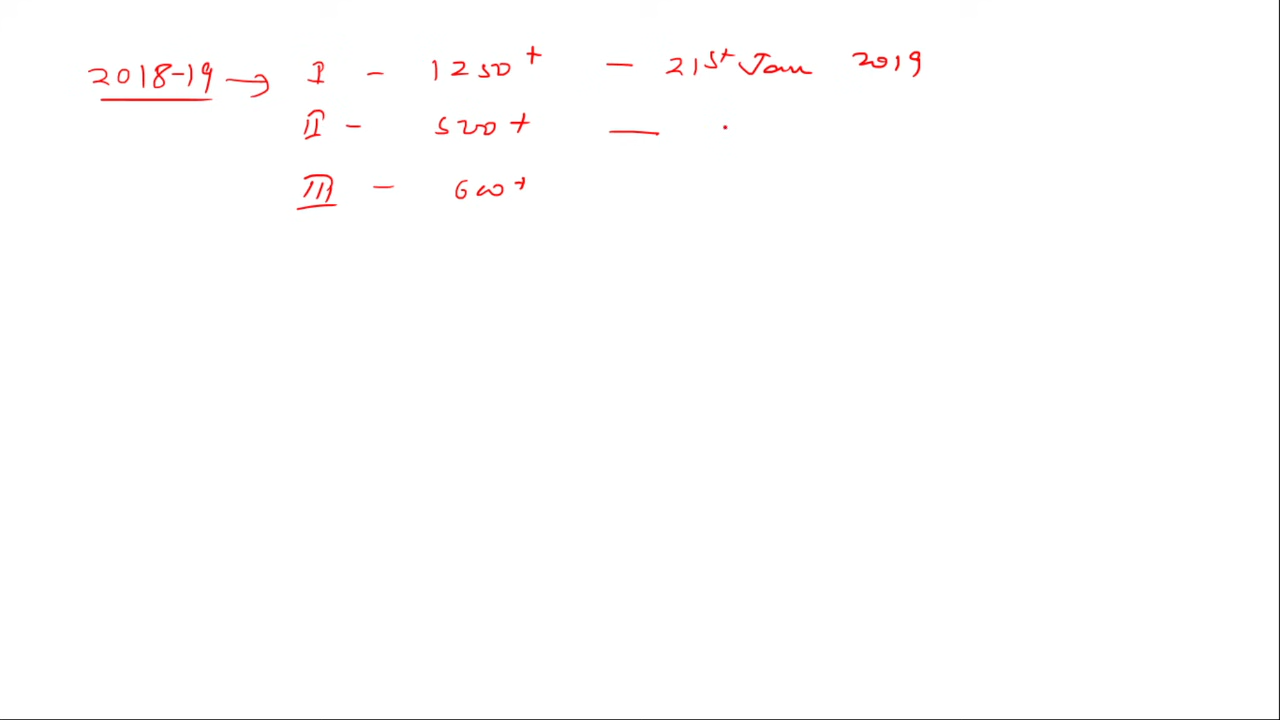 2018-19 → I - 1250+ - 21st Jan 2019
II - 500+ —
III - 600+